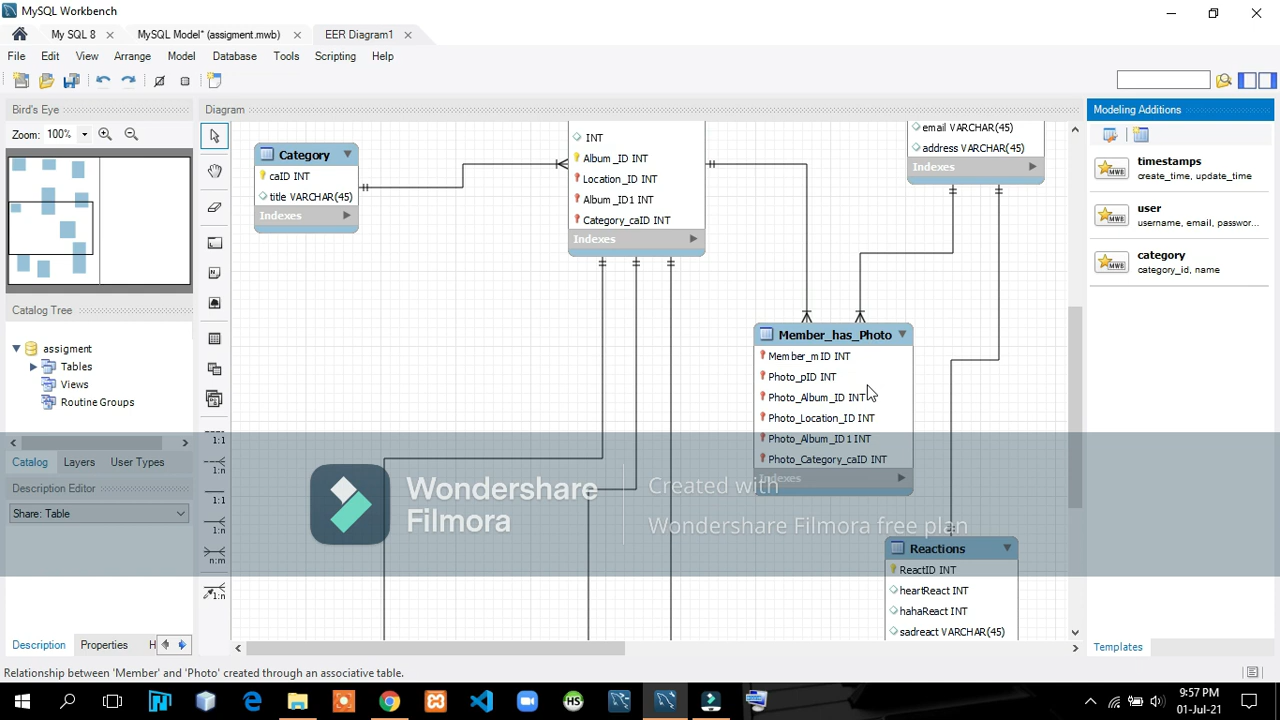 MySQL Workbench
My SQL 8
MySQL Model* (assigment.mwb)
EER Diagram1
File Edit View Arrange Model Database Tools Scripting Help
Bird's Eye
Zoom: 100%
Diagram
Category
caID INT
title VARCHAR(45)
Indexes
INT
Album _ID INT
Location _ID INT
Album _ID1 INT
Category_caID INT
Indexes
email VARCHAR(45)
address VARCHAR(45)
Indexes
Member_has_Photo
Member_mID INT
Photo_pID INT
Photo_Album_ID INT
Photo_Location_ID INT
Photo_Album_ID1 INT
Photo_Category_caID INT
Indexes
Reactions
ReactID INT
heartReact INT
hahaReact INT
sadreact VARCHAR(45)
Catalog Tree
assigment
Tables
Views
Routine Groups
Catalog Layers User Types
Description Editor
Share: Table
Description Properties H
1:1
1:n
1:1
1:n
n:m
1:n
Modeling Additions
timestamps
create_time, update_time
user
username, email, passwor...
category
category_id, name
Templates
Wondershare
Filmora
Created with
Wondershare Filmora free plan
Relationship between 'Member' and 'Photo' created through an associative table.
9:57 PM
01-Jul-21